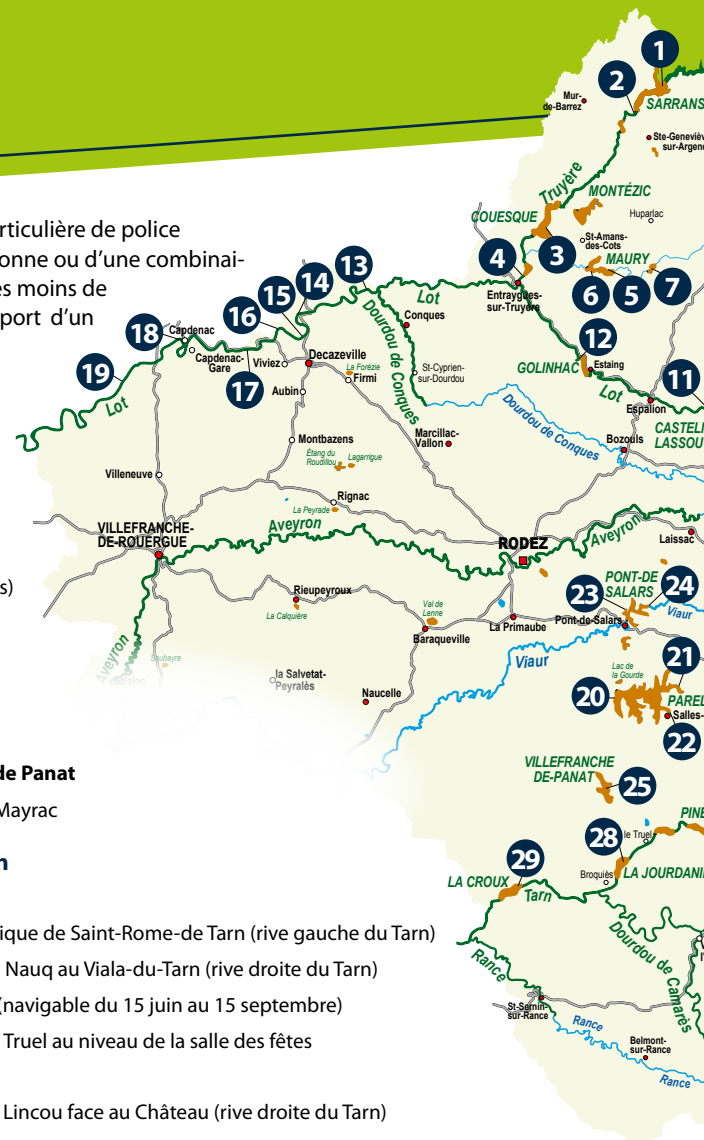 1
2
Mur-
de-Barrez
SARRANS
Ste-Geneviève
sur-Argence
Truyère
MONTÉZIC
COUESQUE
Huparlac
St-Amans-
des-Cots
MAURY
3
4
6
5
7
articulière de police
onne ou d’une combinai-
es moins de
port d’un
13
14
15
16
18
19
17
Lot
Entraygues-
sur-Truyère
Conques
Dourdou de Conques
Capdenac
Capdenac-
Gare
Viviez
Decazeville
La Forézie
Firmi
Aubin
St-Cyprien-
sur-Dourdou
12
GOLINHAC
Estaing
11
Lot
Espalion
CASTELN
LASSOU
Lot
Dourdou de Conques
Marcillac-
Vallon
Bozouls
Montbazens
Étang du
Roudillou
Lagarrigue
Villeneuve
Rignac
La Peyrade
VILLEFRANCHE-
DE-ROUERGUE
Aveyron
RODEZ
Aveyron
Laissac
s)
Rieupeyroux
La Calquière
Val de
Lenne
Baraqueville
La Primaube
PONT-DE
SALARS
23
24
Pont-de-Salars
Viaur
Aveyron
Saubayre
la Salvetat-
Peyralès
Naucelle
Viaur
Lac de
la Gourde
21
20
PAREL
Salles-
22
de Panat
Mayrac
VILLEFRANCHE
DE-PANAT
25
PINE
n
28
le Truel
Broquiès
LA JOURDANIE
29
LA CROUX
Tarn
ique de Saint-Rome-de Tarn (rive gauche du Tarn)
Nauq au Viala-du-Tarn (rive droite du Tarn)
(navigable du 15 juin au 15 septembre)
Truel au niveau de la salle des fêtes
Lincou face au Château (rive droite du Tarn)
Rance
Dourdou de Camarès
St-Sernin-
sur-Rance
Rance
Belmont-
sur-Rance
Rance